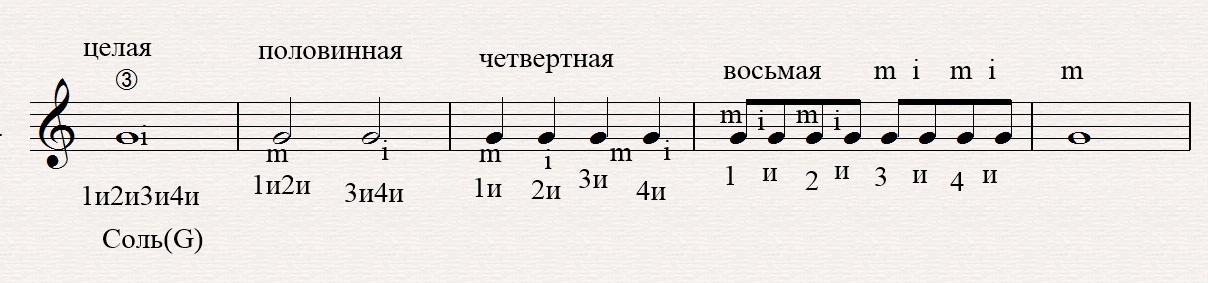 целая половинная четвертная восьмая m i m i m
③
m i m i
i
m i m i m i
1и2и3и4и 1и2и 3и4и 1и 2и 3и 4и 1 и 2 и 3 и 4 и
Соль(G)